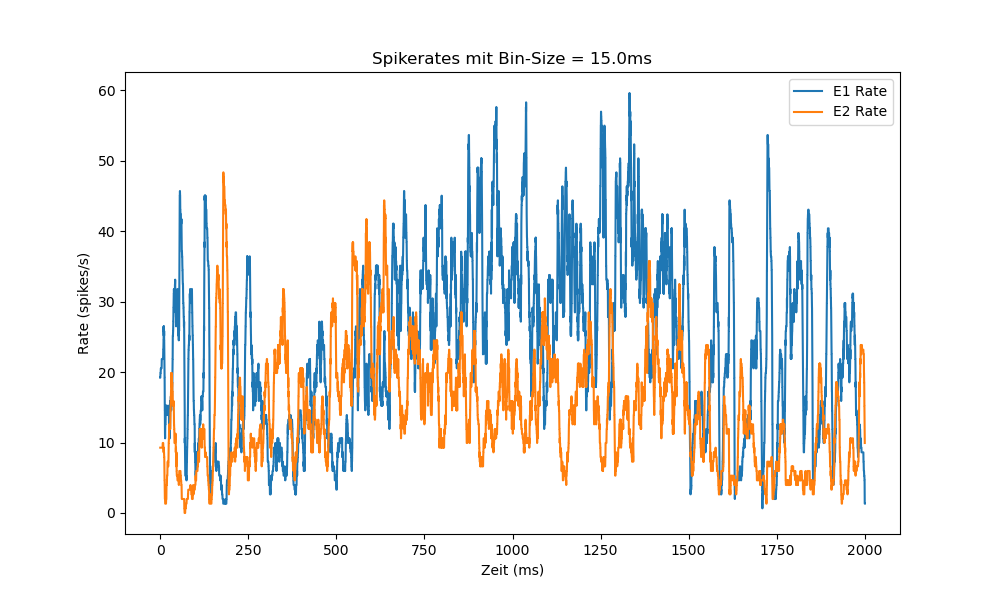 Spikerates mit Bin-Size = 15.0ms
E1 Rate
E2 Rate
60
50
40
30
20
10
0
Rate (spikes/s)
0 250 500 750 1000 1250 1500 1750 2000
Zeit (ms)